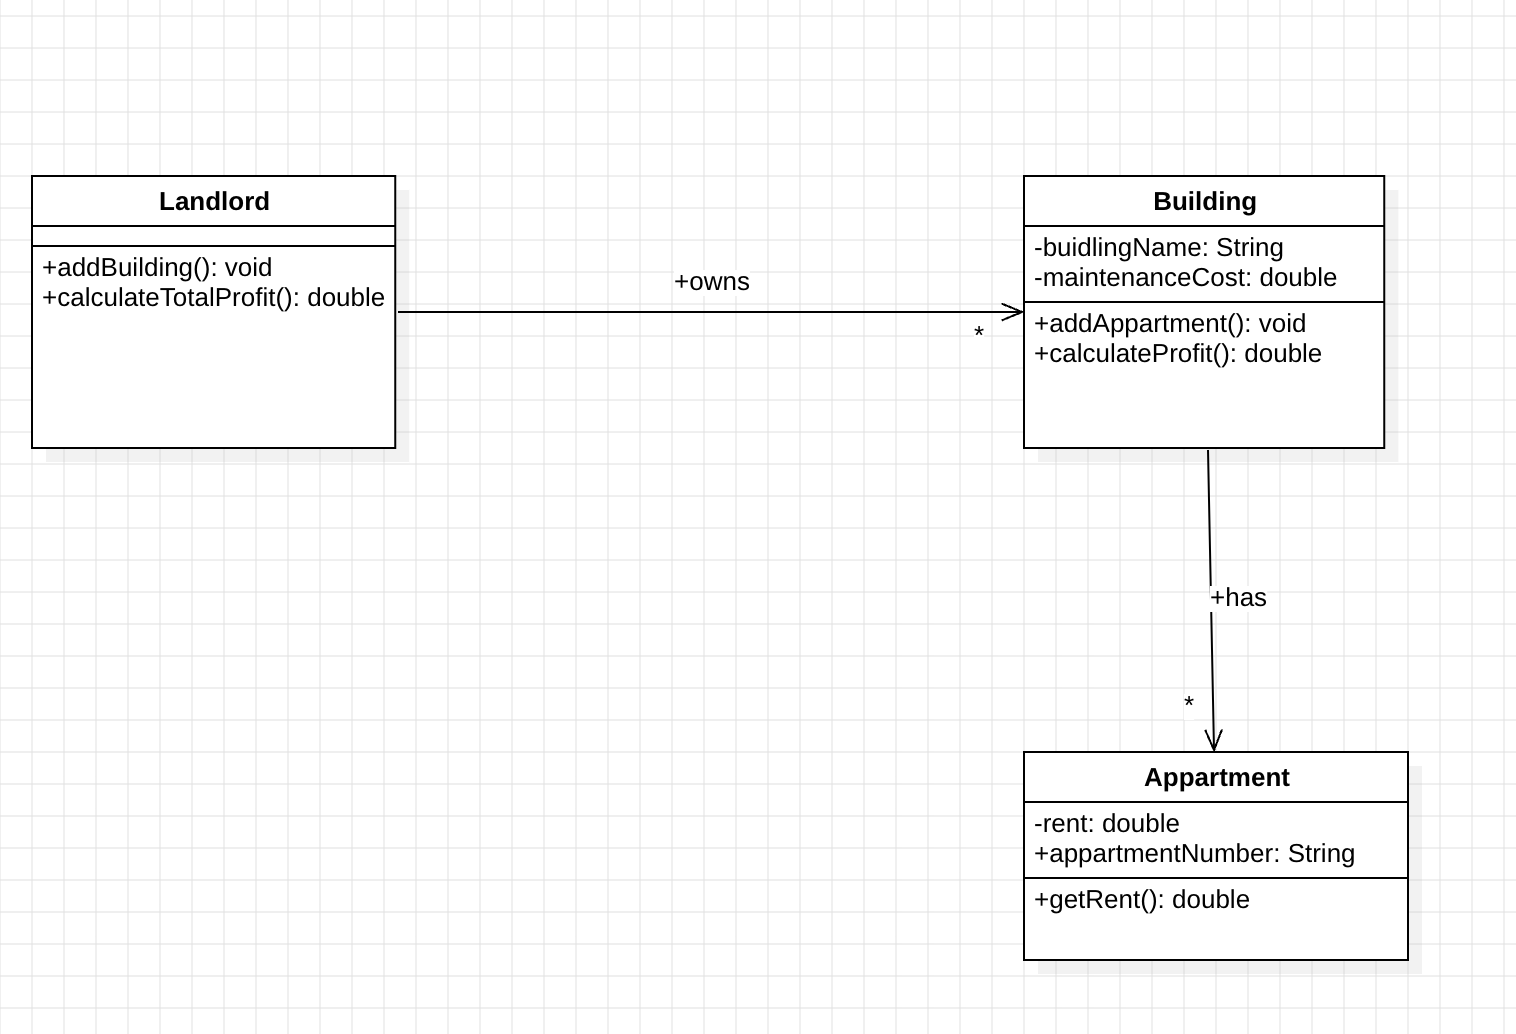 Landlord
+addBuilding(): void
+calculateTotalProfit(): double
+owns
*
Building
-buidlingName: String
-maintenanceCost: double
+addAppartment(): void
+calculateProfit(): double
+has
*
Appartment
-rent: double
+appartmentNumber: String
+getRent(): double